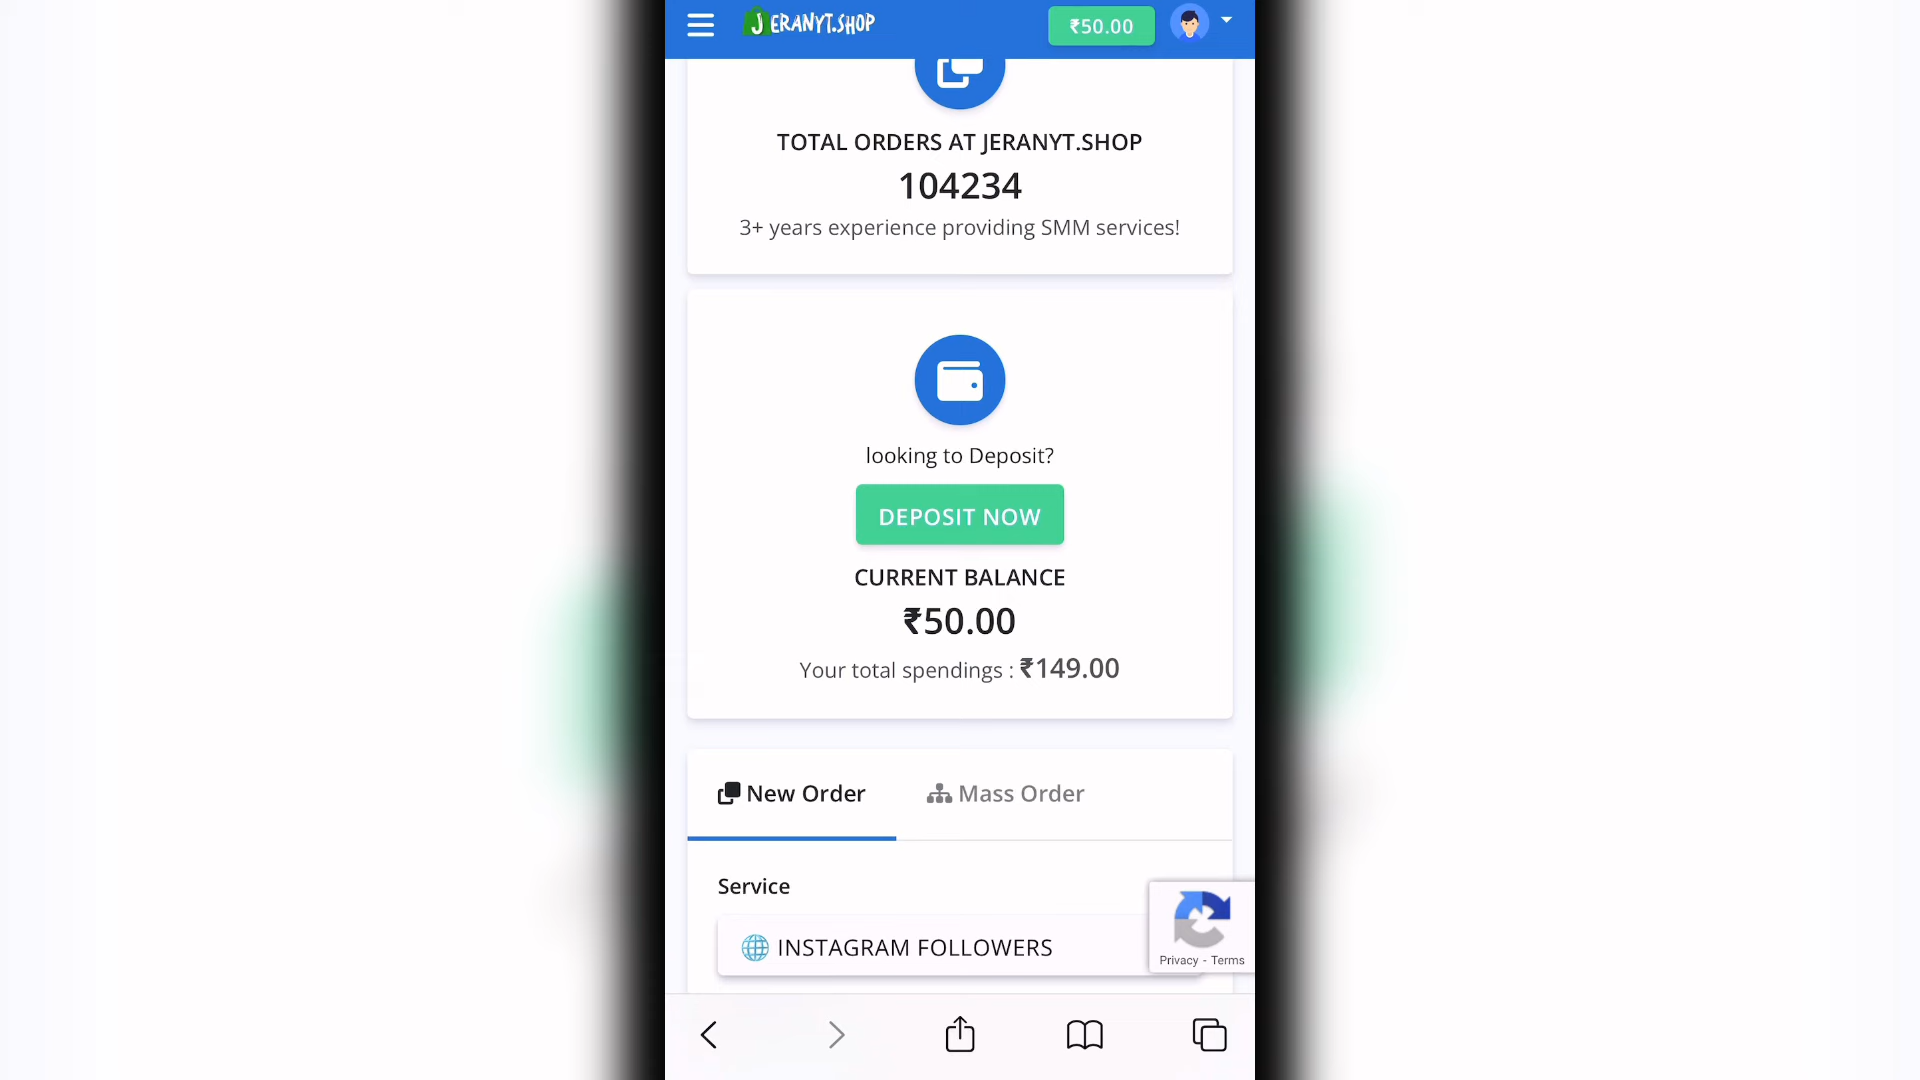 JERANYT.SHOP
₹50.00
TOTAL ORDERS AT JERANYT.SHOP
104234
3+ years experience providing SMM services!
looking to Deposit?
DEPOSIT NOW
CURRENT BALANCE
₹50.00
Your total spendings : ₹149.00
New Order
Mass Order
Service
INSTAGRAM FOLLOWERS
Privacy - Terms